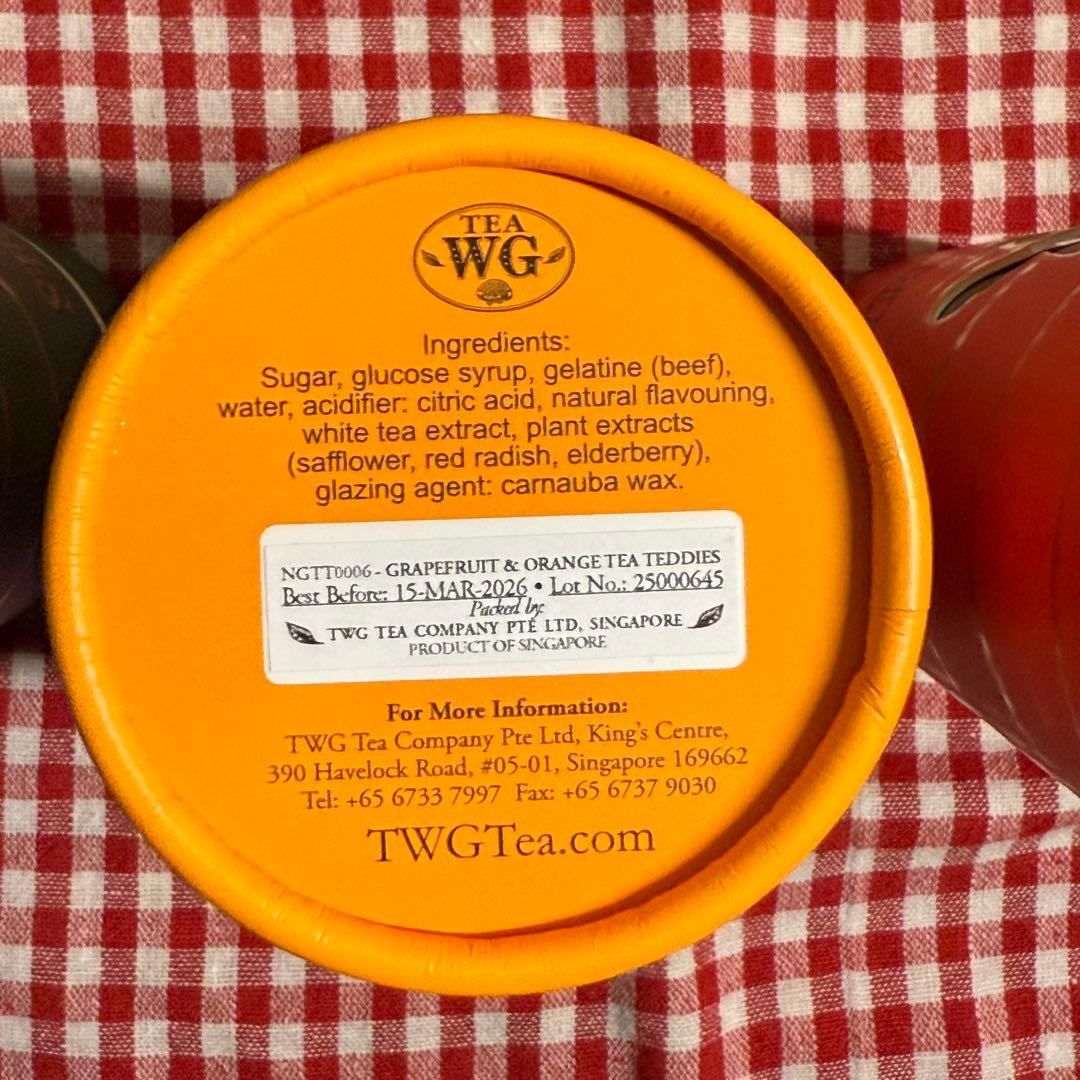 TEA
WG
Ingredients:
Sugar, glucose syrup, gelatine (beef),
water, acidifier: citric acid, natural flavouring,
white tea extract, plant extracts
(safflower, red radish, elderberry),
glazing agent: carnauba wax.
NGTT0006 - GRAPEFRUIT & ORANGE TEA TEDDIES
Best Before: 15-MAR-2026 • Lot No.: 25000645
Packed by:
TWG TEA COMPANY PTE LTD, SINGAPORE
PRODUCT OF SINGAPORE
For More Information:
TWG Tea Company Pte Ltd, King's Centre,
390 Havelock Road, #05-01, Singapore 169662
Tel: +65 6733 7997 Fax: +65 6737 9030
TWGTea.com